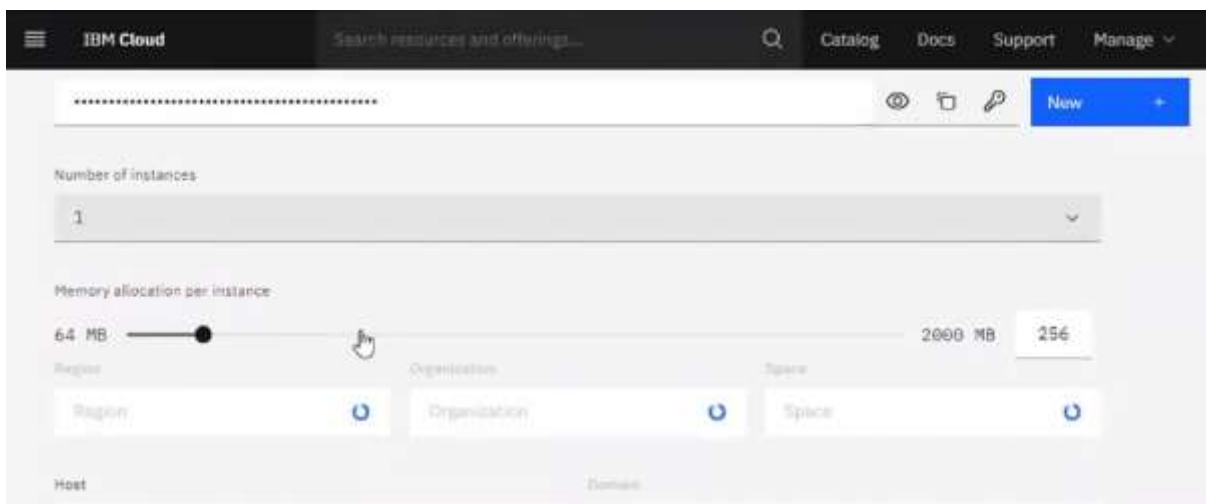 IBM Cloud Search resources and offerings... Catalog Docs Support Manage
New +
Number of instances
1
Memory allocation per instance
64 MB 2000 MB 256
Region Organization Space
Region Organization Space
Host Domain